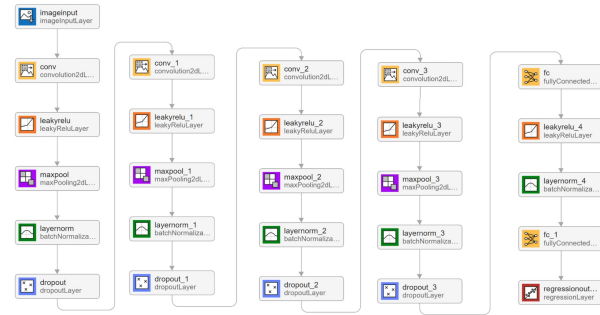 imageinput
imageInputLayer
conv
convolution2dL...
leakyrelu
leakyReluLayer
maxpool
maxPooling2dL...
layernorm
batchNormaliza...
dropout
dropoutLayer
conv_1
convolution2dL...
leakyrelu_1
leakyReluLayer
maxpool_1
maxPooling2dL...
layernorm_1
batchNormaliza...
dropout_1
dropoutLayer
conv_2
convolution2dL...
leakyrelu_2
leakyReluLayer
maxpool_2
maxPooling2dL...
layernorm_2
batchNormaliza...
dropout_2
dropoutLayer
conv_3
convolution2dL...
leakyrelu_3
leakyReluLayer
maxpool_3
maxPooling2dL...
layernorm_3
batchNormaliza...
dropout_3
dropoutLayer
fc
fullyConnected...
leakyrelu_4
leakyReluLayer
layernorm_4
batchNormaliza...
fc_1
fullyConnected...
regressionout...
regressionLayer